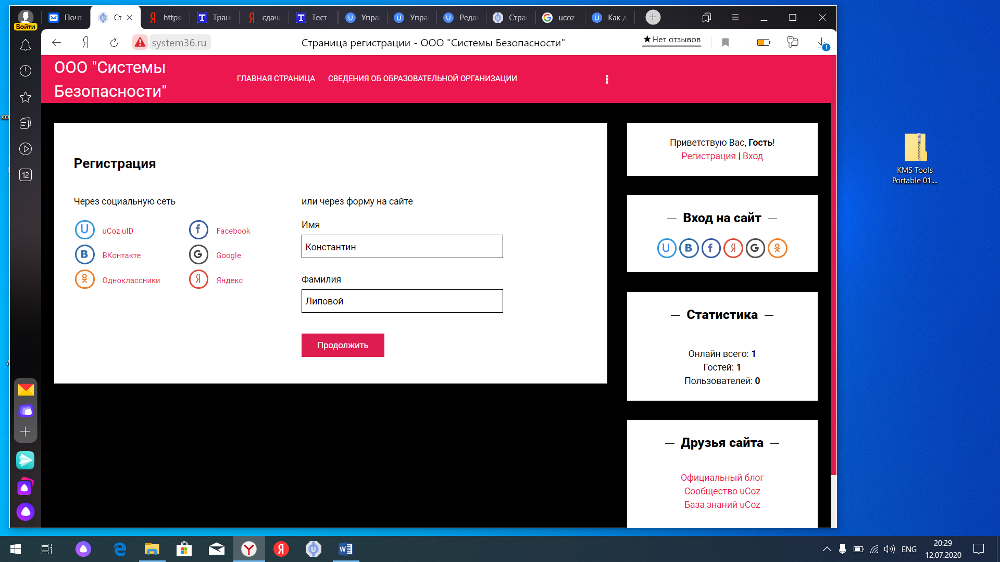 Войти
Почт
Ст
https
Тран
сдача
Тест
Упра
Упра
Реда
Стра
ucoz
Как д
system36.ru
Страница регистрации - ООО "Системы Безопасности"
★ Нет отзывов
1
ООО "Системы
Безопасности"
ГЛАВНАЯ СТРАНИЦА
СВЕДЕНИЯ ОБ ОБРАЗОВАТЕЛЬНОЙ ОРГАНИЗАЦИИ
12
Регистрация
Через социальную сеть
uCoz uID
Facebook
ВКонтакте
Google
Одноклассники
Яндекс
или через форму на сайте
Имя
Константин
Фамилия
Липовой
Продолжить
Приветствую Вас, Гость!
Регистрация | Вход
Вход на сайт
Статистика
Онлайн всего: 1
Гостей: 1
Пользователей: 0
Друзья сайта
Официальный блог
Сообщество uCoz
База знаний uCoz
KMS Tools
Portable 01....
ENG
20:29
12.07.2020